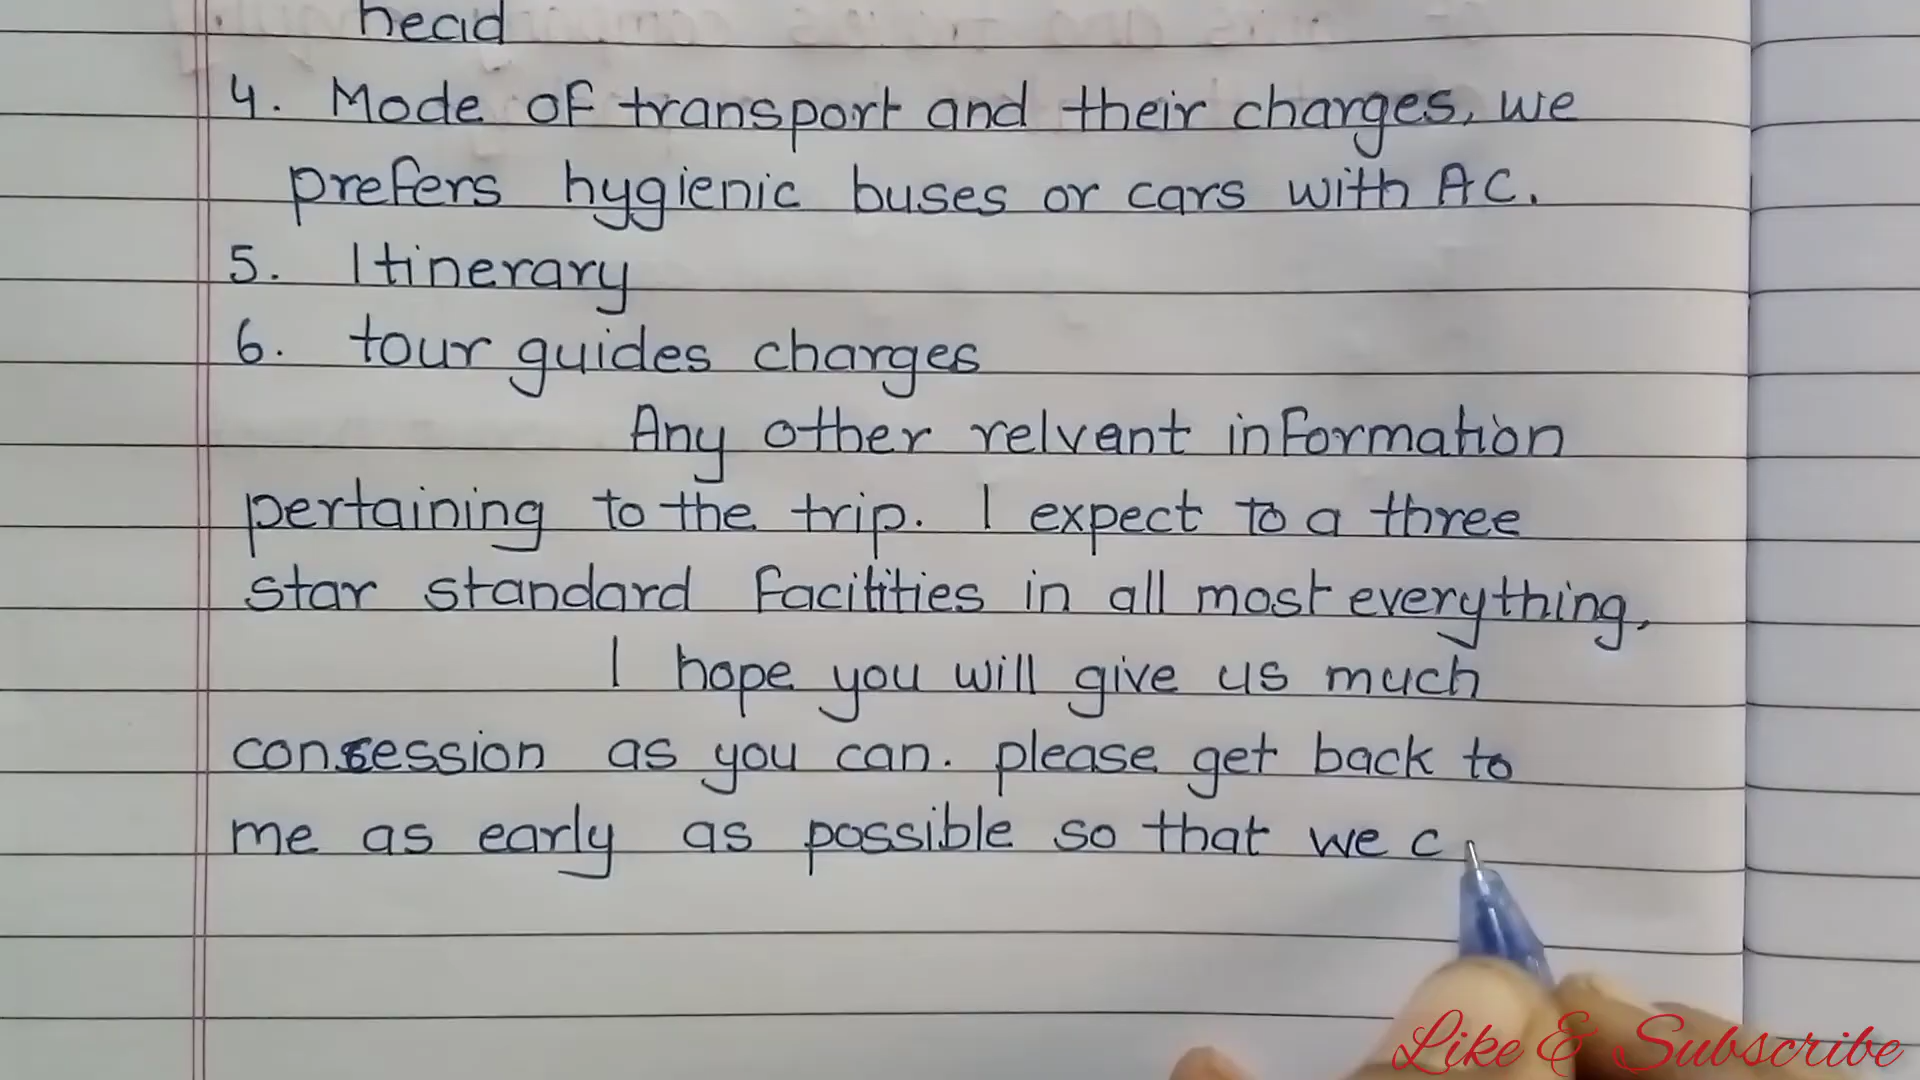 head
4. Mode of transport and their charges, we
prefers hygienic buses or cars with AC.
5. Itinerary
6. tour guides charges
Any other relvant information
pertaining to the trip. I expect to a three
star standard facilities in all most everything,
I hope you will give us much
consession as you can. please get back to
me as early as possible so that we c
Like & Subscribe